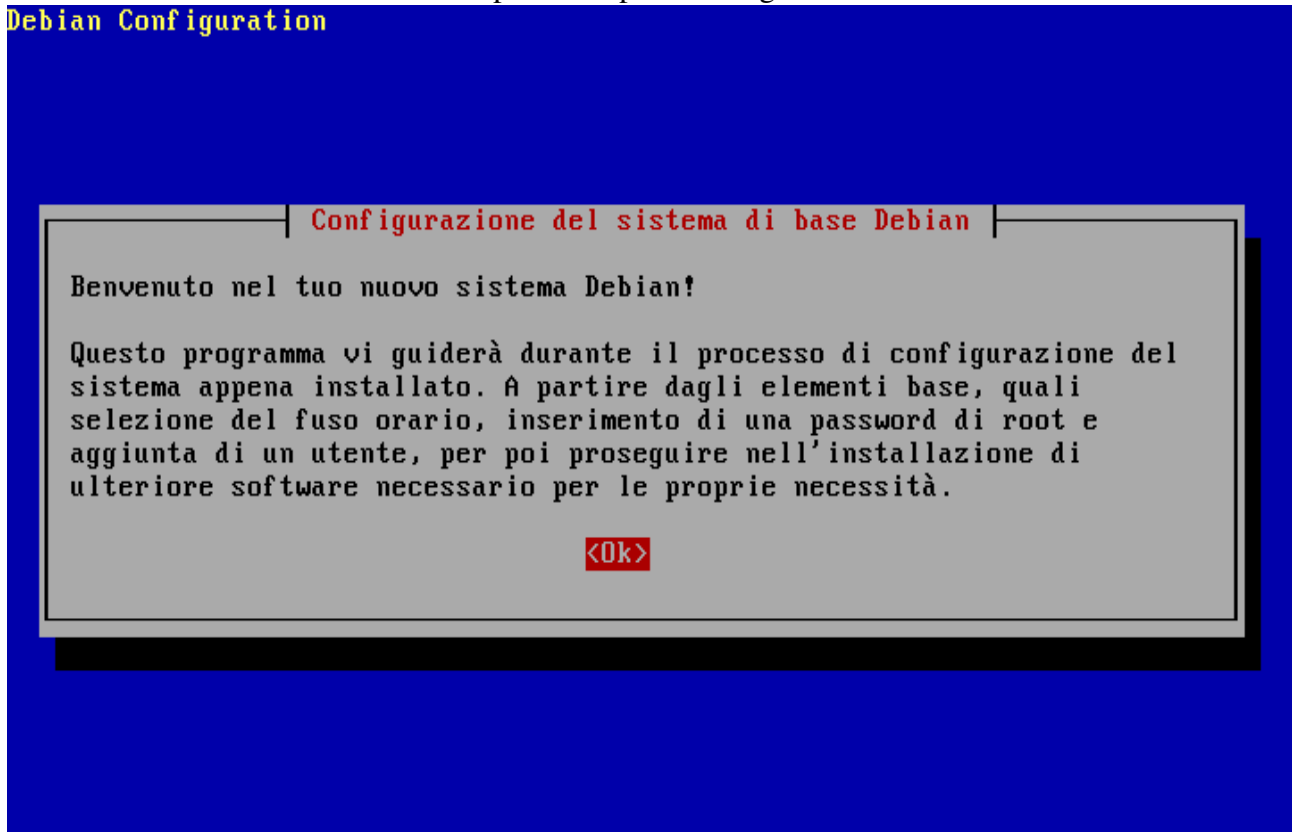 Debian Configuration
Configurazione del sistema di base Debian
Benvenuto nel tuo nuovo sistema Debian!
Questo programma vi guiderà durante il processo di configurazione del
sistema appena installato. A partire dagli elementi base, quali
selezione del fuso orario, inserimento di una password di root e
aggiunta di un utente, per poi proseguire nell'installazione di
ulteriore software necessario per le proprie necessità.
<Ok>